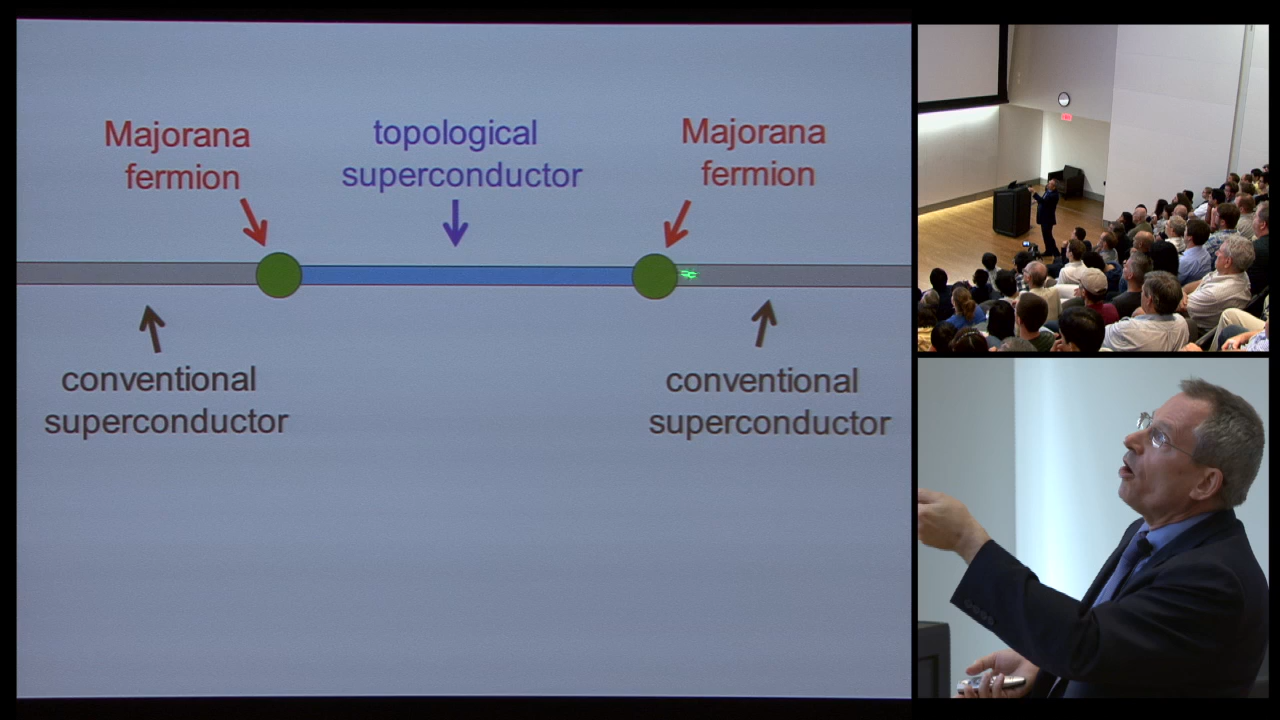 Majorana
fermion
topological
superconductor
Majorana
fermion
conventional
superconductor
conventional
superconductor